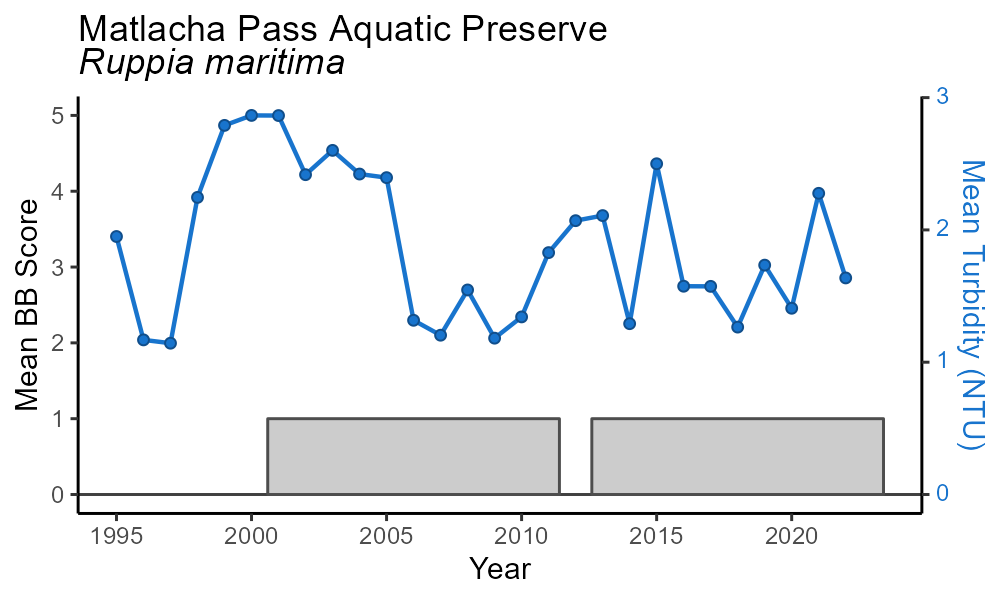 Matlacha Pass Aquatic Preserve
Ruppia maritima
Mean BB Score
5
4
3
2
1
0
3
2
1
0
Mean Turbidity (NTU)
1995 2000 2005 2010 2015 2020
Year